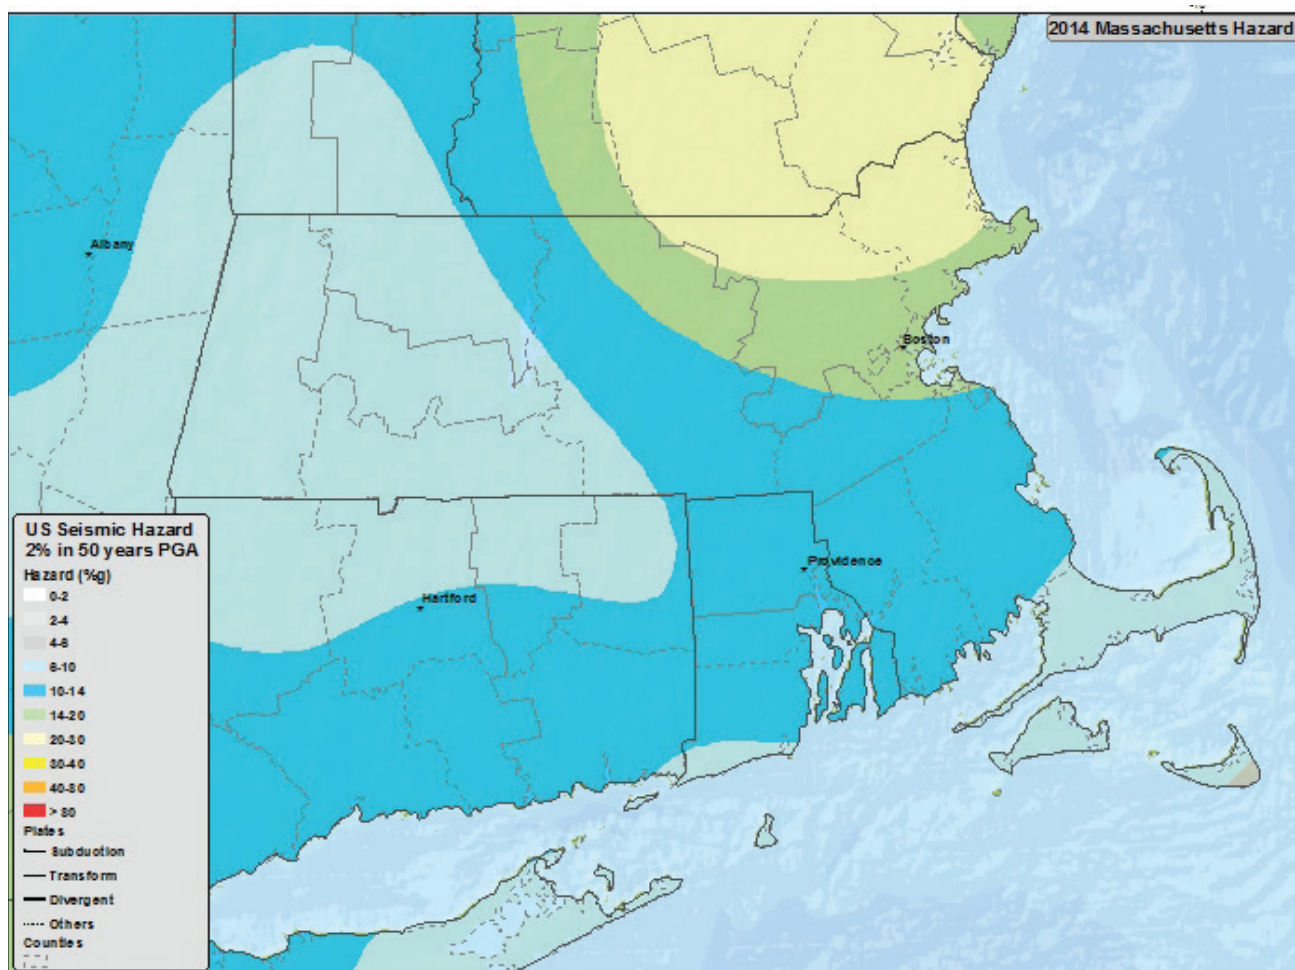 2014 Massachusetts Hazard
Albany
Boston
US Seismic Hazard
2% in 50 years PGA
Hazard (%g)
0-2
2-4
4-6
6-10
10-14
14-20
20-30
30-40
40-80
> 80
Plates
Subduction
Transform
Divergent
Others
Counties
Providence
Hartford